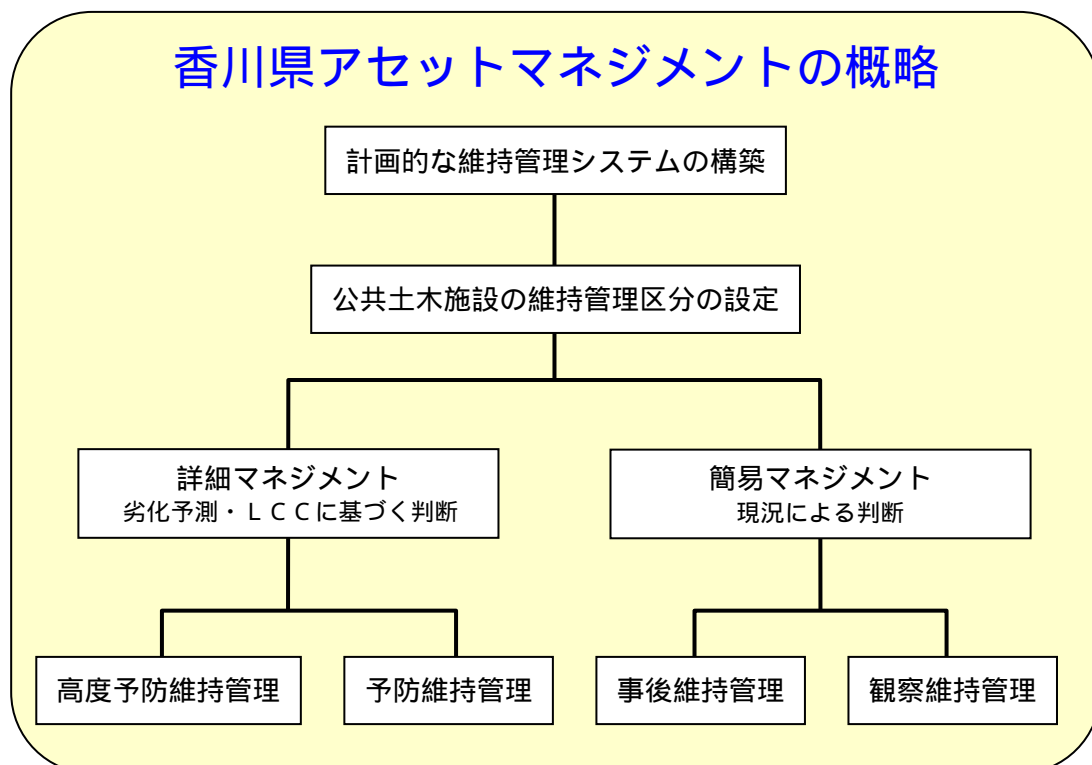 香川県アセットマネジメントの概略
計画的な維持管理システムの構築
公共土木施設の維持管理区分の設定
詳細マネジメント
劣化予測・ＬＣＣに基づく判断
簡易マネジメント
現況による判断
高度予防維持管理
予防維持管理
事後維持管理
観察維持管理